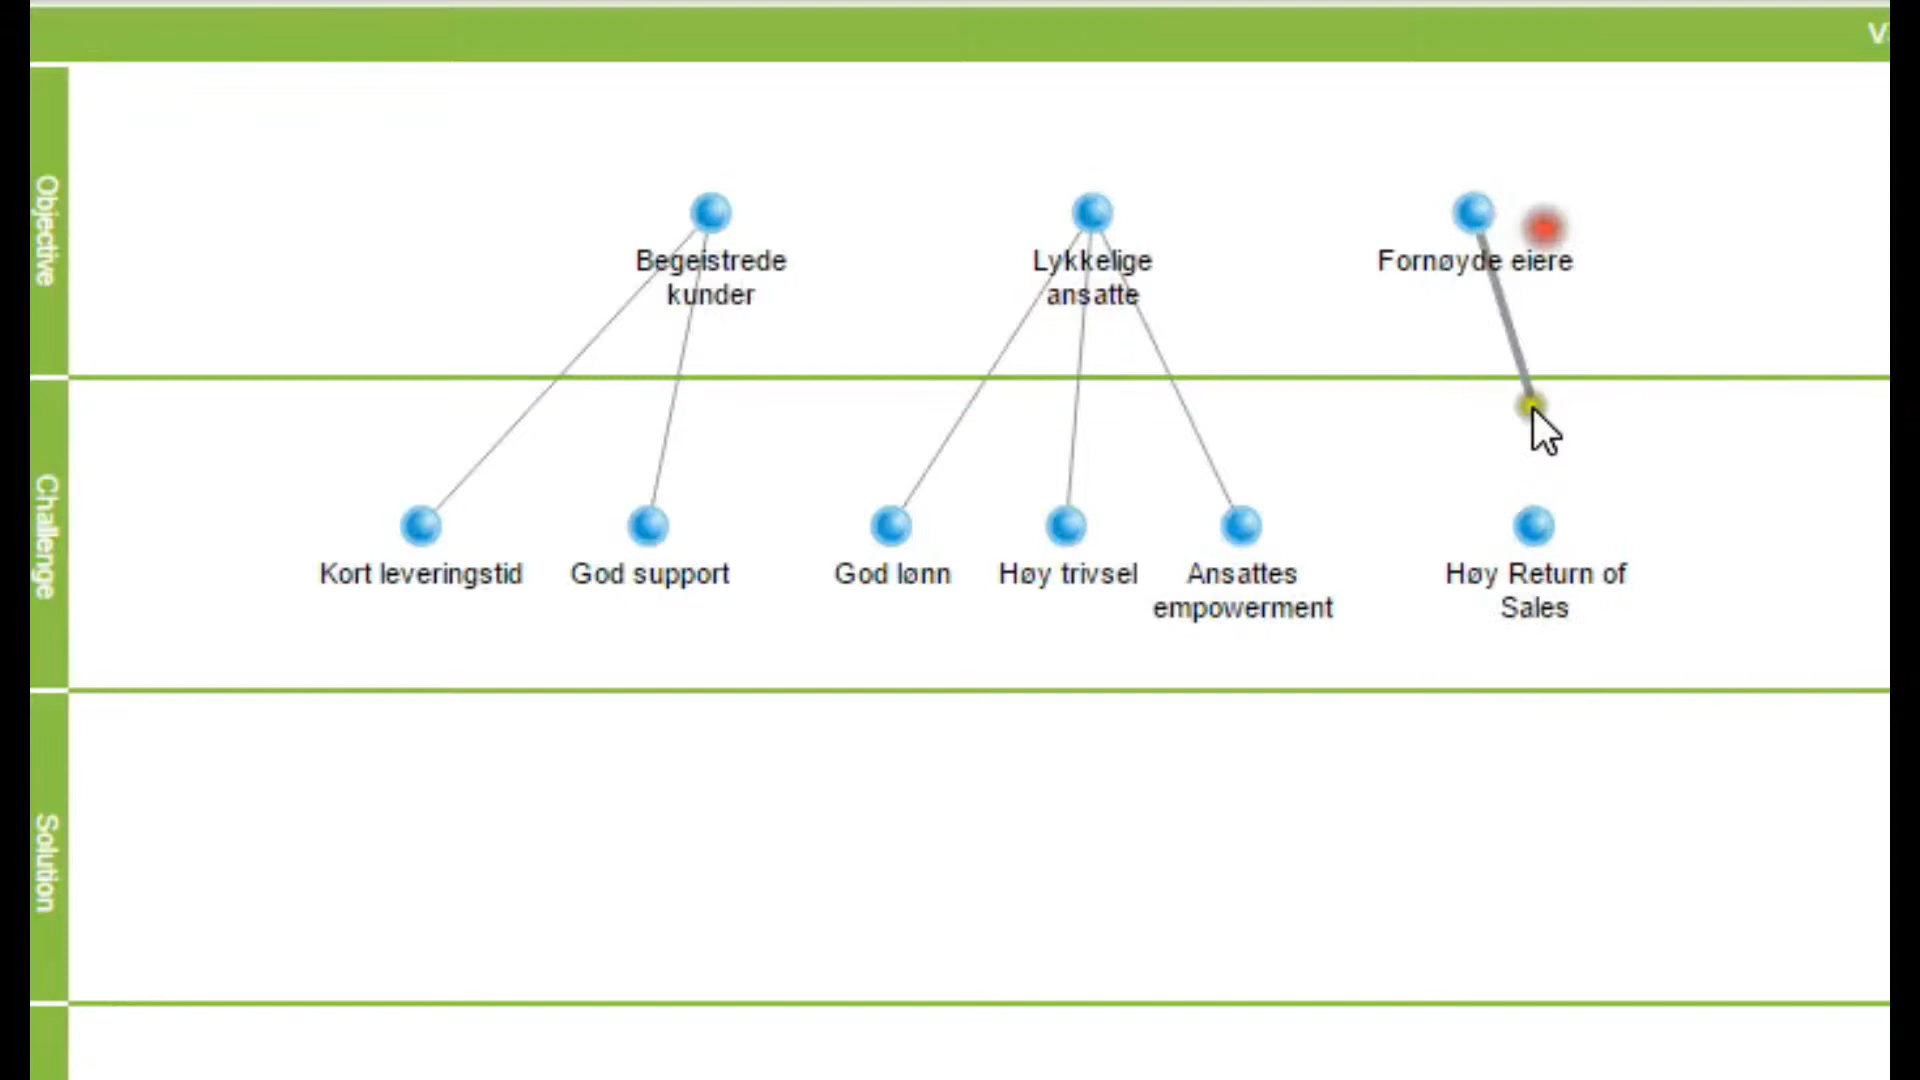 Objective
Begeistrede
kunder
Lykkelige
ansatte
Fornøyde eiere
Challenge
Kort leveringstid
God support
God lønn
Høy trivsel
Ansattes
empowerment
Høy Return of
Sales
Solution